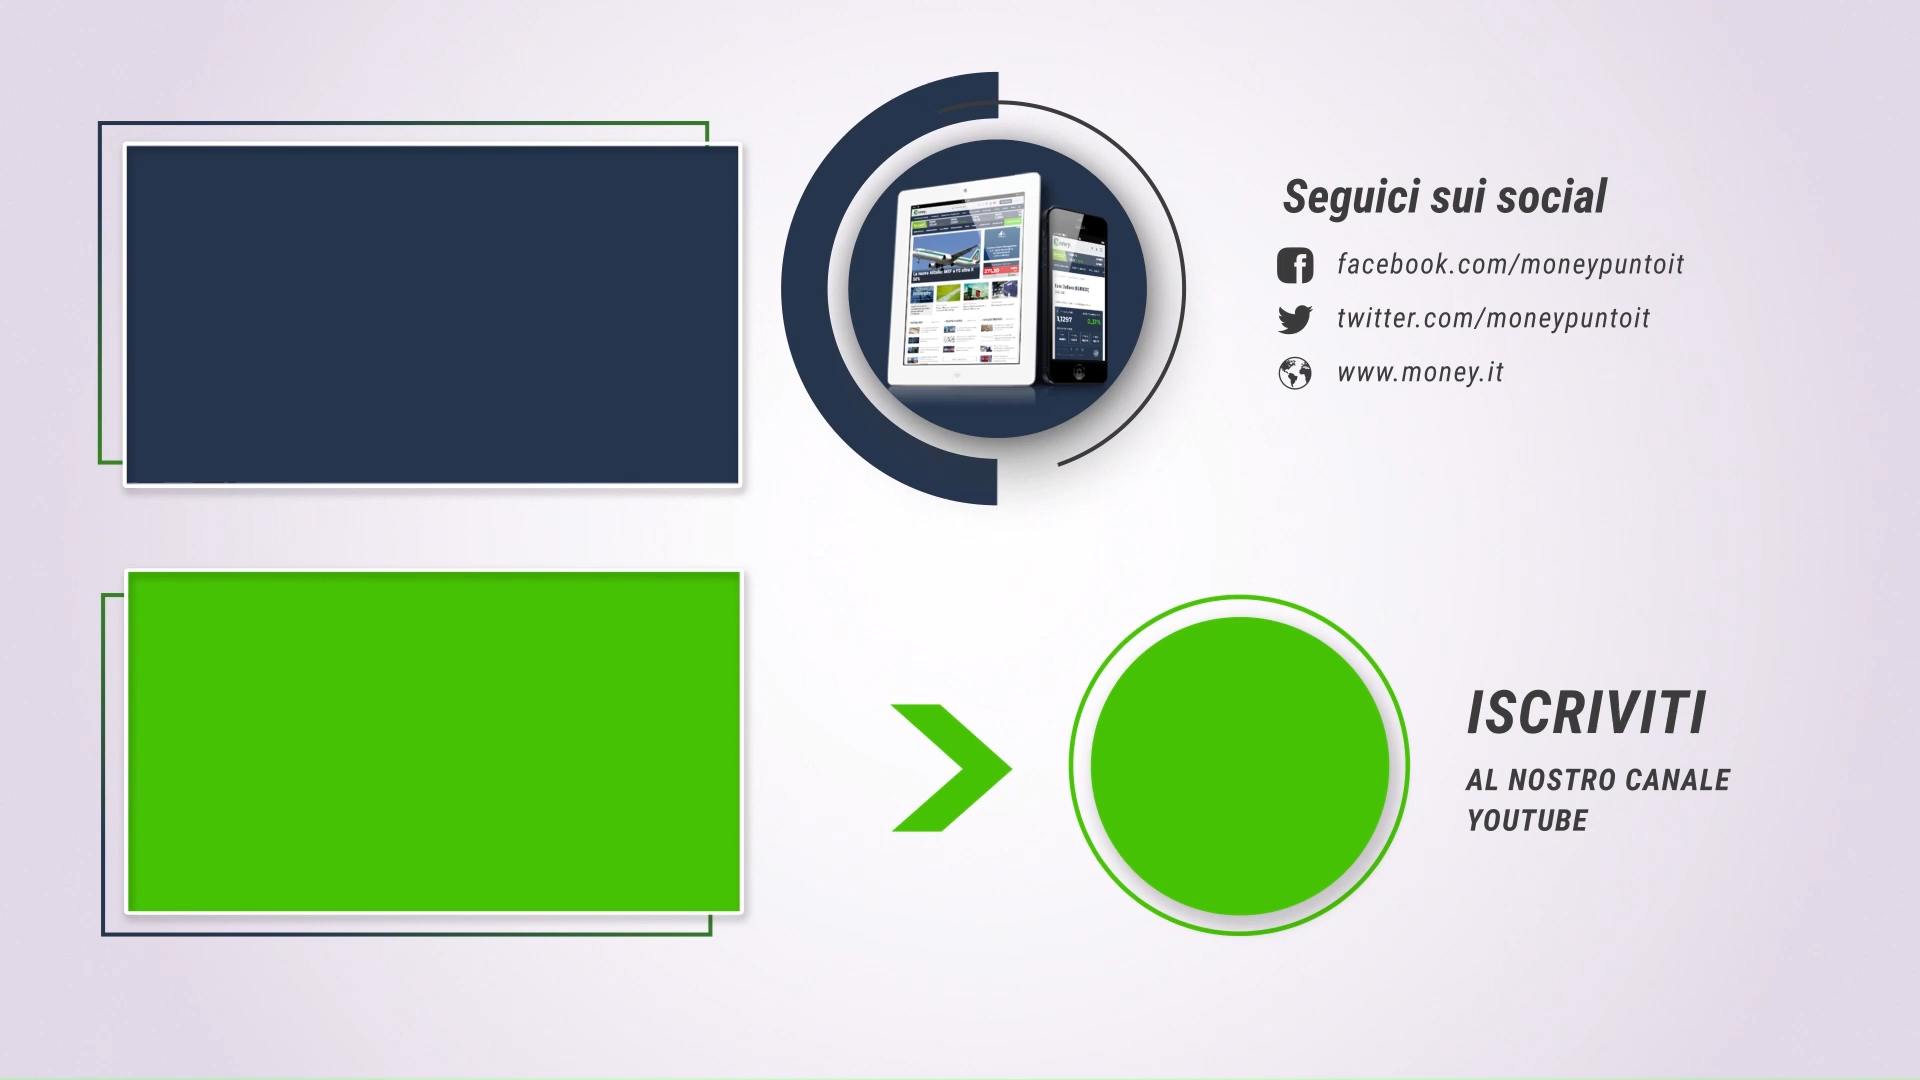 Seguici sui social
facebook.com/moneypuntoit
twitter.com/moneypuntoit
www.money.it
ISCRIVITI
AL NOSTRO CANALE
YOUTUBE